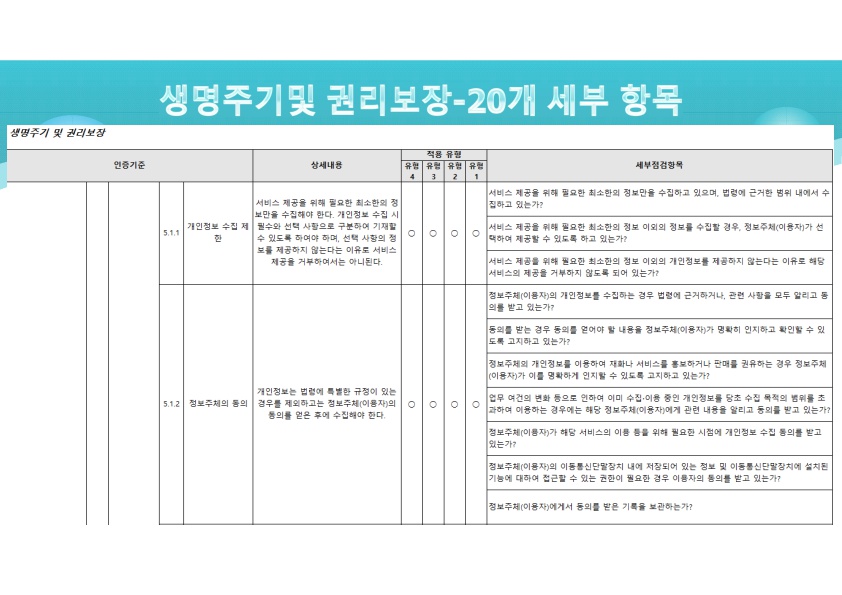 생명주기및 권리보장-20개 세부 항목
생명주기 및 권리보장
인증기준
상세내용
적용 유형
세부점검항목
유형
4
유형
3
유형
2
유형
1
5.1.1
개인정보 수집 제
한
서비스 제공을 위해 필요한 최소한의 정
보만을 수집해야 한다. 개인정보 수집 시
필수와 선택 사항으로 구분하여 기재할
수 있도록 하여야 하며, 선택 사항의 정
보를 제공하지 않는다는 이유로 서비스
제공을 거부하여서는 아니된다.
○ ○ ○ ○
서비스 제공을 위해 필요한 최소한의 정보만을 수집하고 있으며, 법령에 근거한 범위 내에서 수
집하고 있는가?
서비스 제공을 위해 필요한 최소한의 정보 이외의 정보를 수집할 경우, 정보주체(이용자)가 선
택하여 제공할 수 있도록 하고 있는가?
서비스 제공을 위해 필요한 최소한의 정보 이외의 개인정보를 제공하지 않는다는 이유로 해당
서비스의 제공을 거부하지 않도록 되어 있는가?
5.1.2
정보주체의 동의
개인정보는 법령에 특별한 규정이 있는
경우를 제외하고는 정보주체(이용자)의
동의를 얻은 후에 수집해야 한다.
○ ○ ○ ○
정보주체(이용자)의 개인정보를 수집하는 경우 법령에 근거하거나, 관련 사항을 모두 알리고 동
의를 받고 있는가?
동의를 받는 경우 동의를 얻어야 할 내용을 정보주체(이용자)가 명확히 인지하고 확인할 수 있
도록 고지하고 있는가?
정보주체의 개인정보를 이용하여 재화나 서비스를 홍보하거나 판매를 권유하는 경우 정보주체
(이용자)가 이를 명확하게 인지할 수 있도록 고지하고 있는가?
업무 여건의 변화 등으로 인하여 이미 수집·이용 중인 개인정보를 당초 수집 목적의 범위를 초
과하여 이용하는 경우에는 해당 정보주체(이용자)에게 관련 내용을 알리고 동의를 받고 있는가?
정보주체(이용자)가 해당 서비스의 이용 등을 위해 필요한 시점에 개인정보 수집 동의를 받고
있는가?
정보주체(이용자)의 이동통신단말장치 내에 저장되어 있는 정보 및 이동통신단말장치에 설치된
기능에 대하여 접근할 수 있는 권한이 필요한 경우 이용자의 동의를 받고 있는가?
정보주체(이용자)에게서 동의를 받은 기록을 보관하는가?